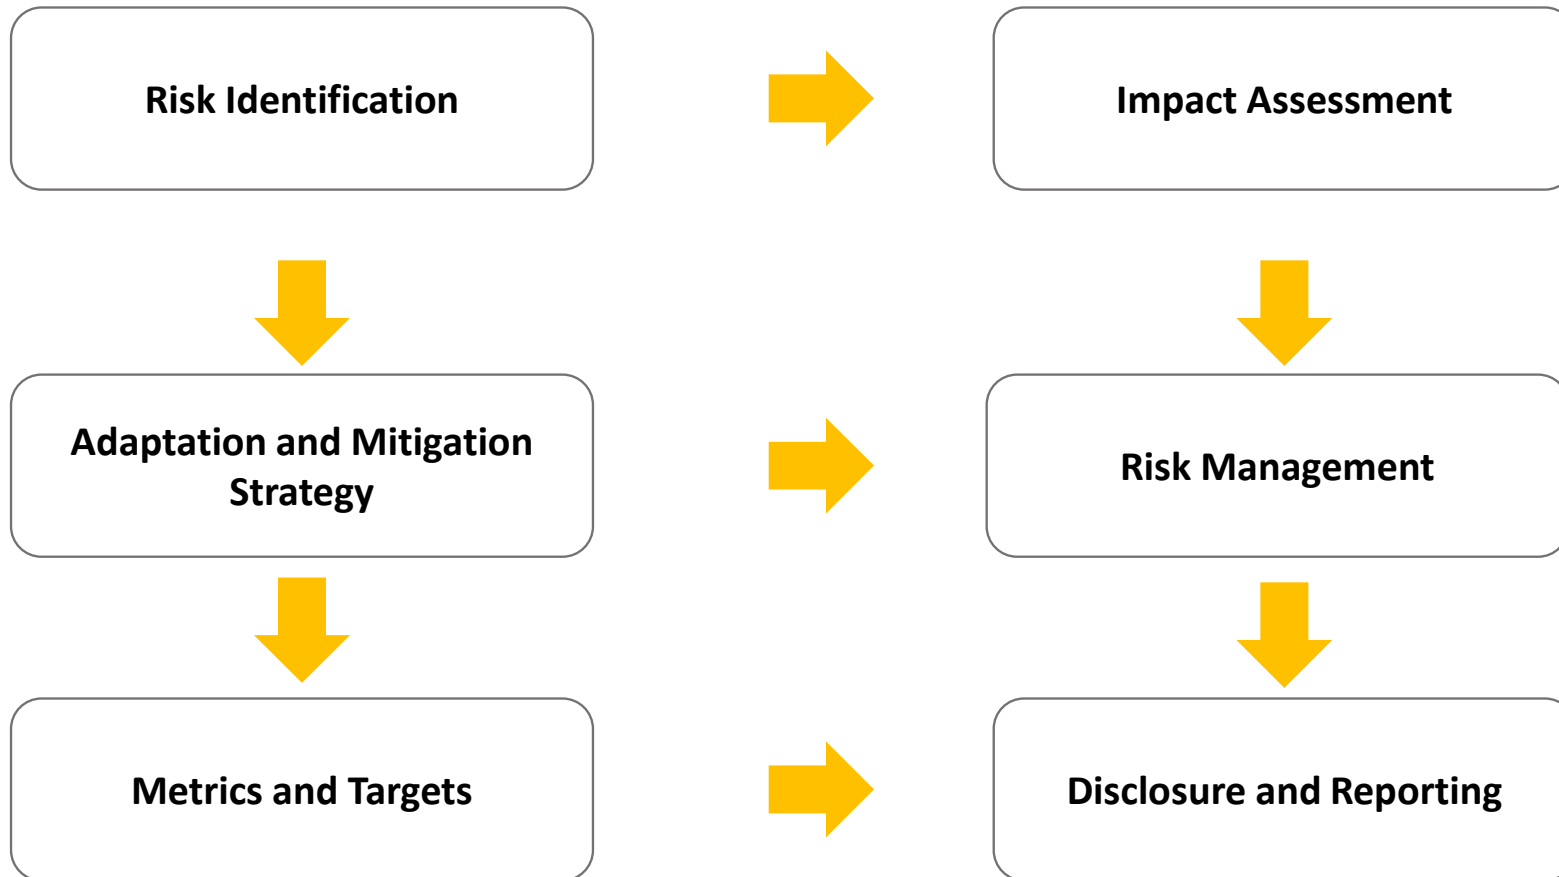 Risk Identification
Impact Assessment
Adaptation and Mitigation
Strategy
Risk Management
Metrics and Targets
Disclosure and Reporting